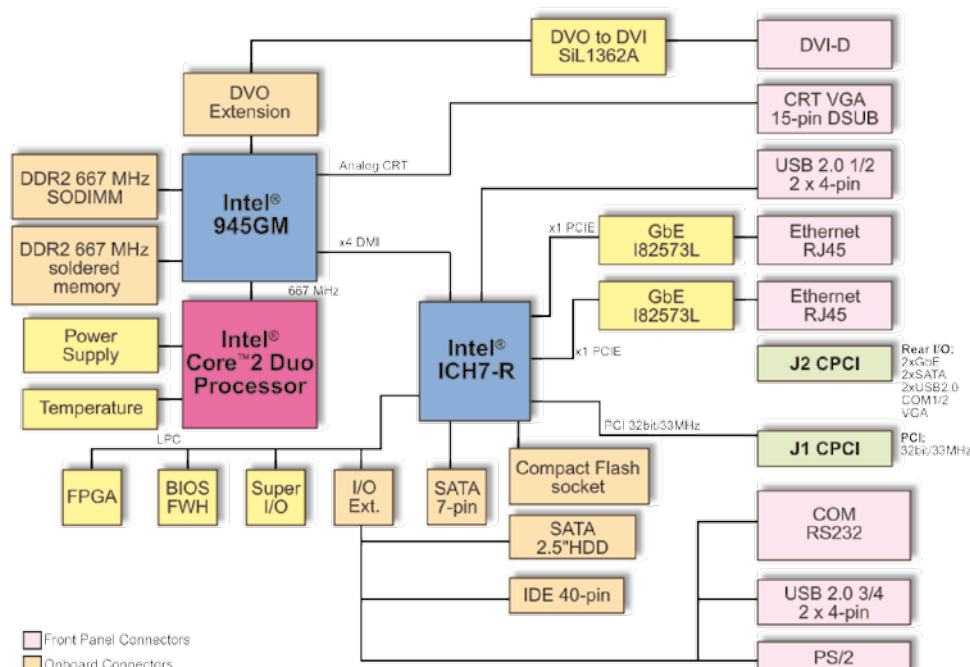 DVO to DVI
SiL1362A
DVI-D
DVO
Extension
CRT VGA
15-pin DSUB
Analog CRT
DDR2 667 MHz
SODIMM
Intel®
945GM
USB 2.0 1/2
2 x 4-pin
DDR2 667 MHz
soldered
memory
x4 DMI
x1 PCIE
GbE
I82573L
Ethernet
RJ45
667 MHz
GbE
I82573L
Ethernet
RJ45
Power
Supply
Intel®
Core™2 Duo
Processor
Intel®
ICH7-R
x1 PCIE
J2 CPCI
Rear I/O:
2xGbE
2xSATA
2xUSB2.0
COM1/2
VGA
Temperature
LPC
PCI 32bit/33MHz
J1 CPCI
PCI:
32bit/33MHz
FPGA
BIOS
FWH
Super
I/O
I/O
Ext.
SATA
7-pin
Compact Flash
socket
SATA
2.5"HDD
COM
RS232
IDE 40-pin
USB 2.0 3/4
2 x 4-pin
Front Panel Connectors
Onboard Connectors
PS/2